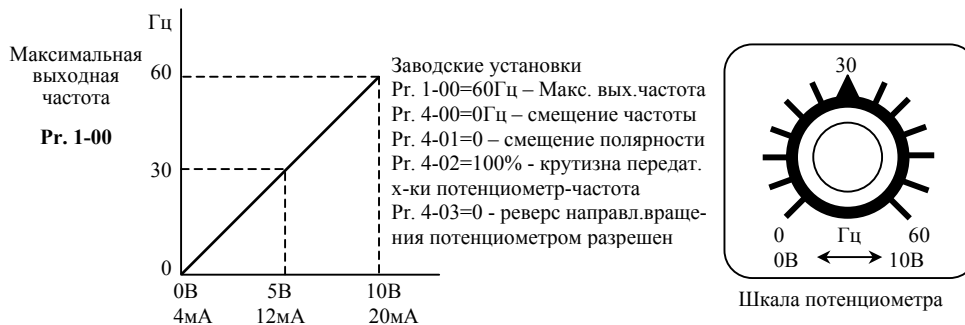 Гц
Максимальная
выходная
частота
Pr. 1-00
60
30
0
0В 5В 10В
4мА 12мА 20мА
Заводские установки
Pr. 1-00=60Гц – Макс. вых.частота
Pr. 4-00=0Гц – смещение частоты
Pr. 4-01=0 – смещение полярности
Pr. 4-02=100% - крутизна передат.
х-ки потенциометр-частота
Pr. 4-03=0 - реверс направл.враще-
ния потенциометром разрешен
30
0 Гц 60
0В 10В
Шкала потенциометра